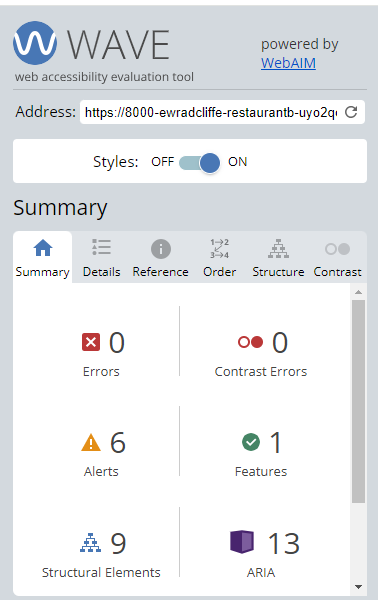 WAVE
web accessibility evaluation tool
powered by
WebAIM
Address: https://8000-ewradcliffe-restaurantb-uyo2q
Styles: OFF ON
Summary
Summary Details Reference Order Structure Contrast
0
Errors
0
Contrast Errors
6
Alerts
1
Features
9
Structural Elements
13
ARIA